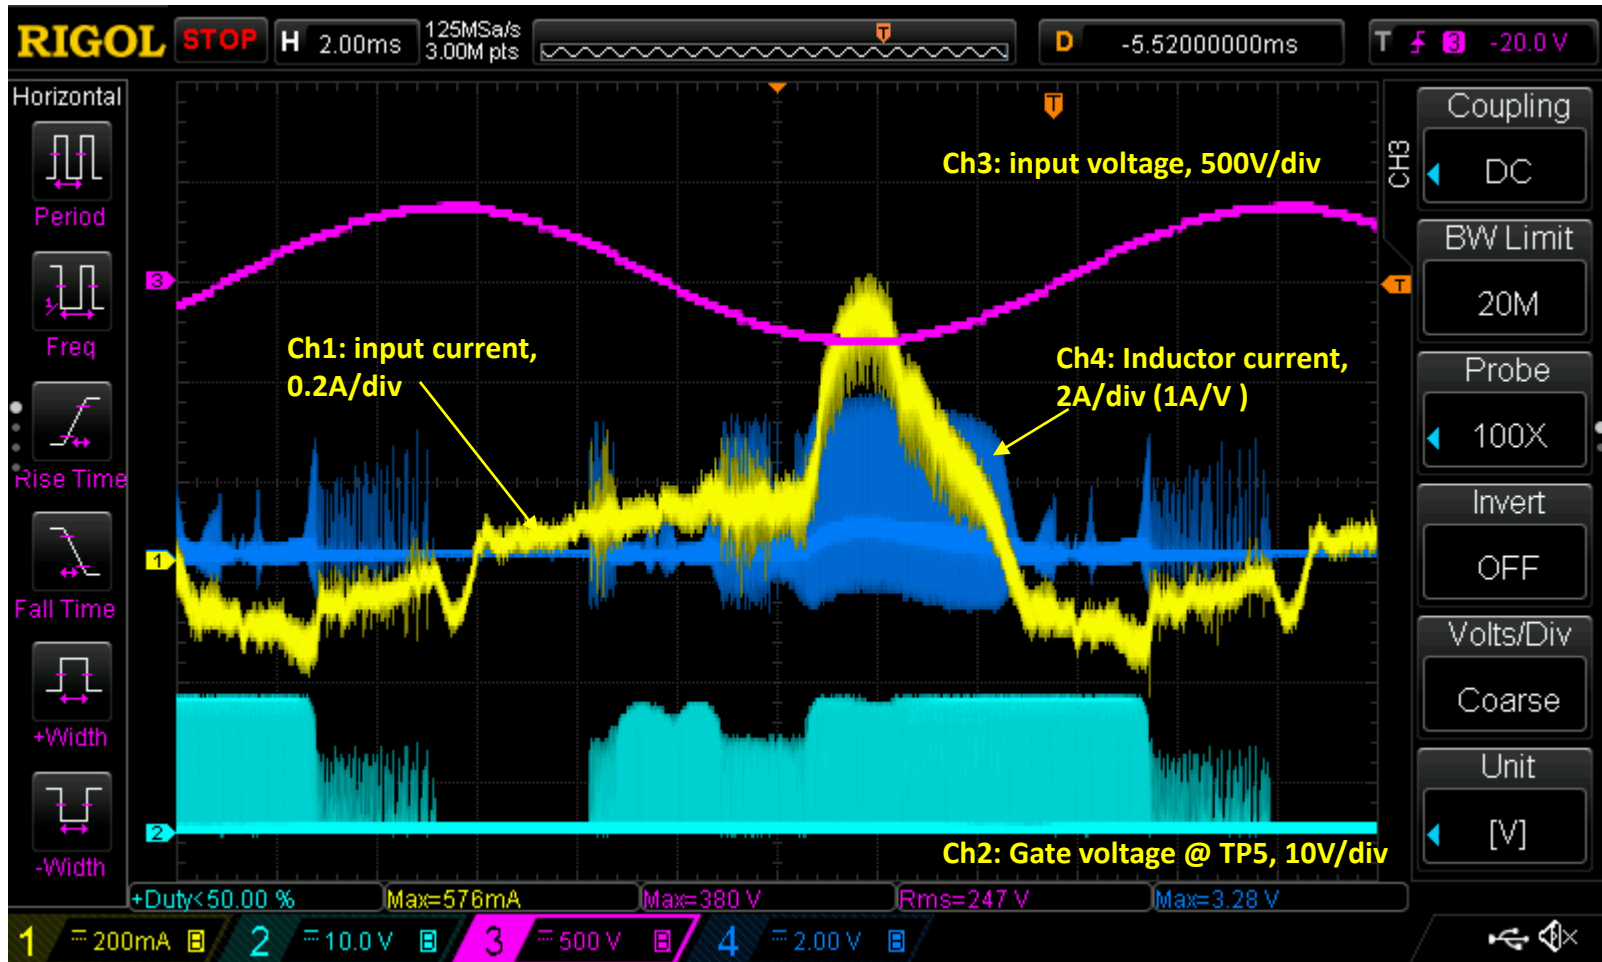 RIGOL STOP H 2.00ms 125MSa/s 3.00M pts T D -5.52000000ms T 3 -20.0 V
Horizontal
Period
Freq
Rise Time
Fall Time
+Width
-Width
T
Ch3: input voltage, 500V/div
3
T
Ch1: input current,
0.2A/div
Ch4: Inductor current,
2A/div (1A/V )
1
2
Ch2: Gate voltage @ TP5, 10V/div
CH3
Coupling
DC
BW Limit
20M
Probe
100X
Invert
OFF
Volts/Div
Coarse
Unit
[V]
+Duty<50.00 % Max=576mA Max=380 V Rms=247 V Max=3.28 V
1 200mA B 2 10.0 V B 3 500 V B 4 2.00 V B